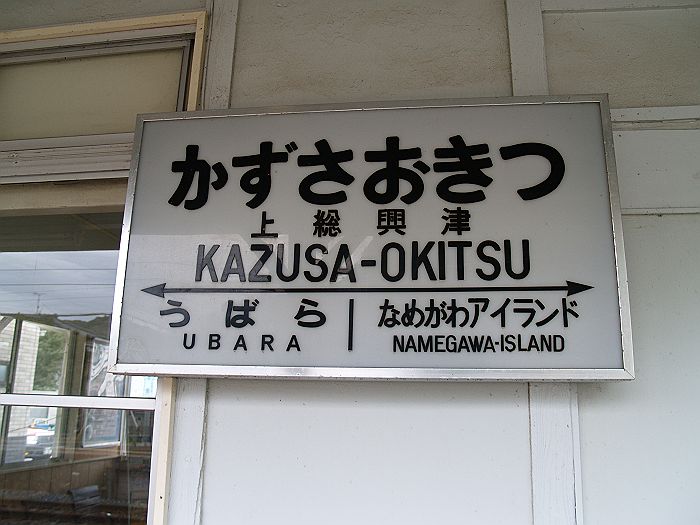 かずさおきつ
上総興津
KAZUSA-OKITSU
うばら なめがわアイランド
UBARA NAMEGAWA-ISLAND